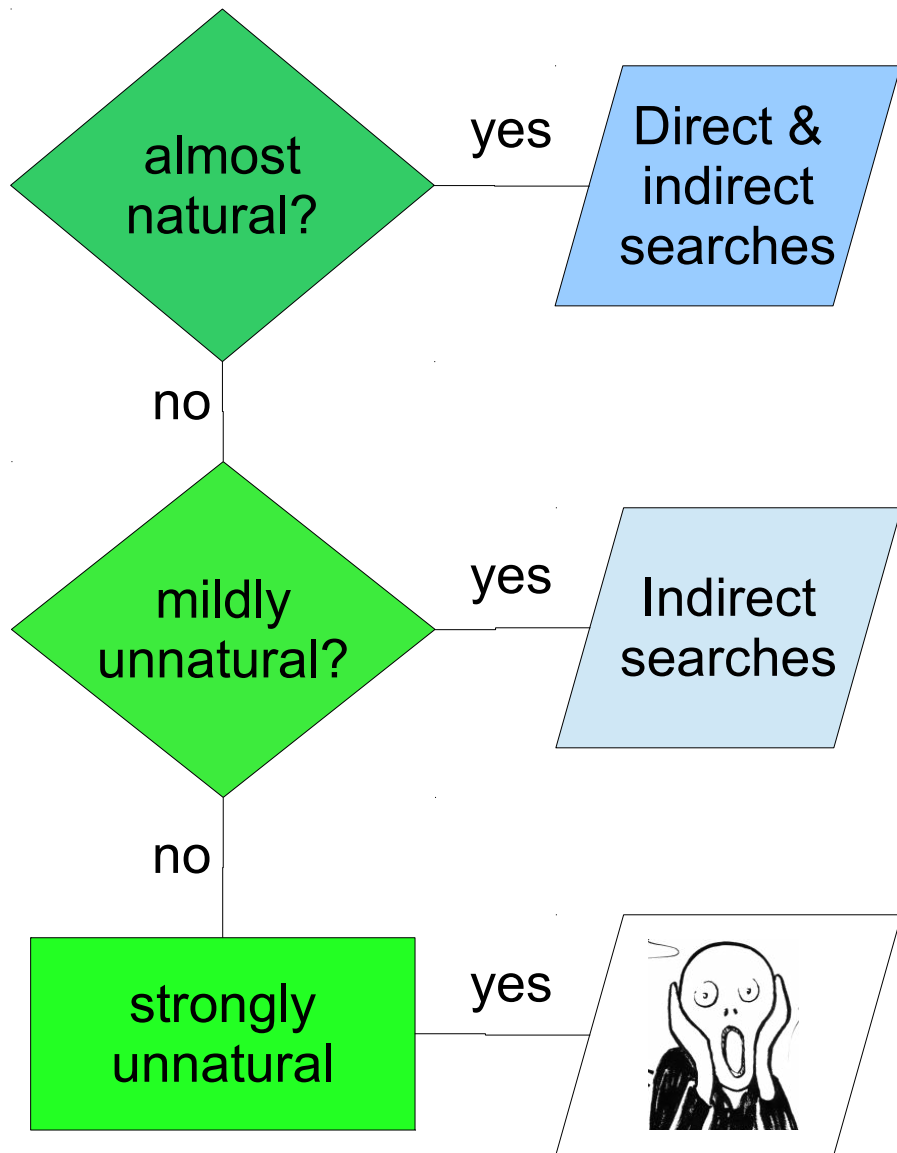 almost
natural?
yes
Direct &
indirect
searches
no
mildly
unnatural?
yes
Indirect
searches
no
strongly
unnatural
yes